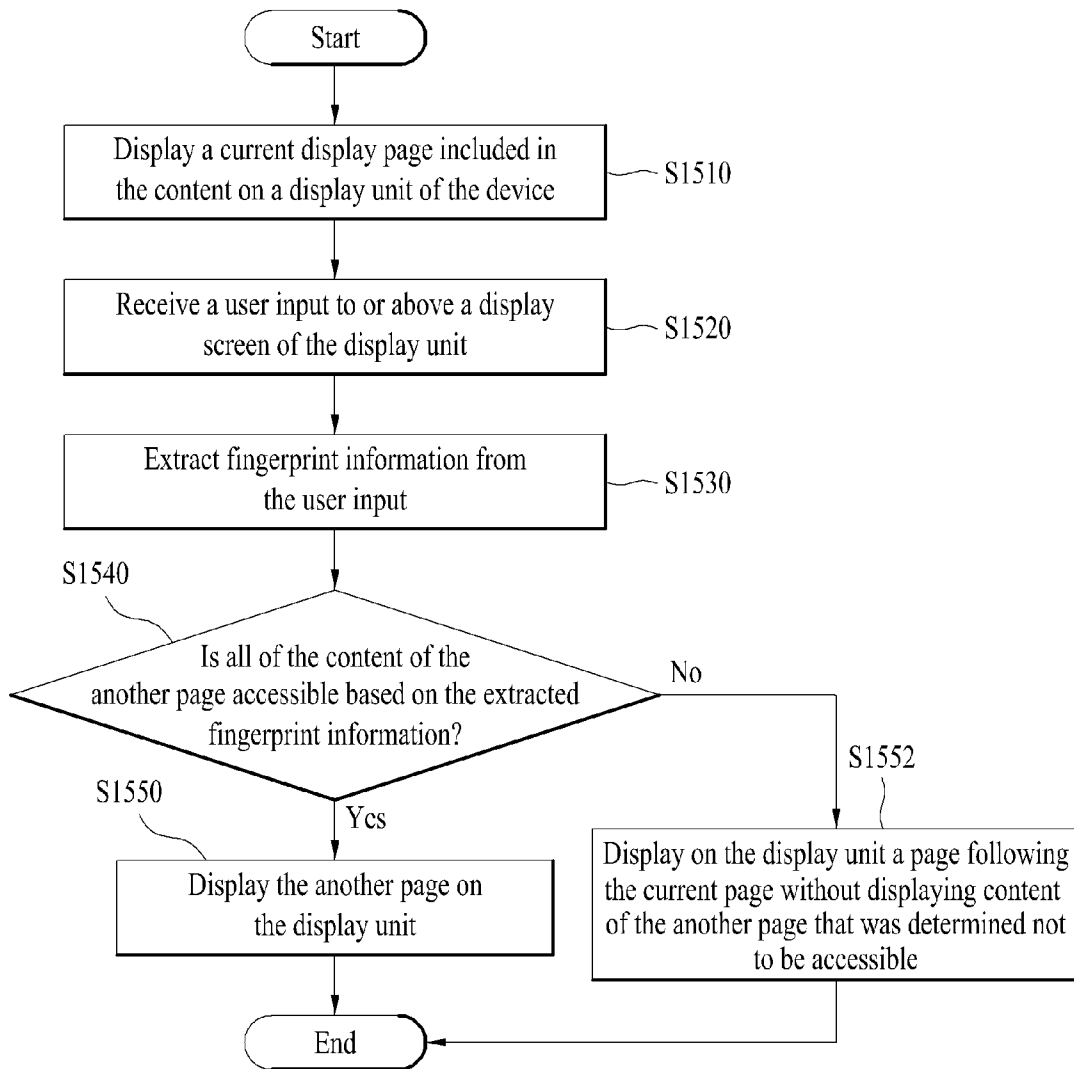 Start
Display a current display page included in
the content on a display unit of the device
S1510
Receive a user input to or above a display
screen of the display unit
S1520
Extract fingerprint information from
the user input
S1530
S1540
Is all of the content of the
another page accessible based on the extracted
fingerprint information?
No
S1552
S1550
Yes
Display the another page on
the display unit
Display on the display unit a page following
the current page without displaying content
of the another page that was determined not
to be accessible
End